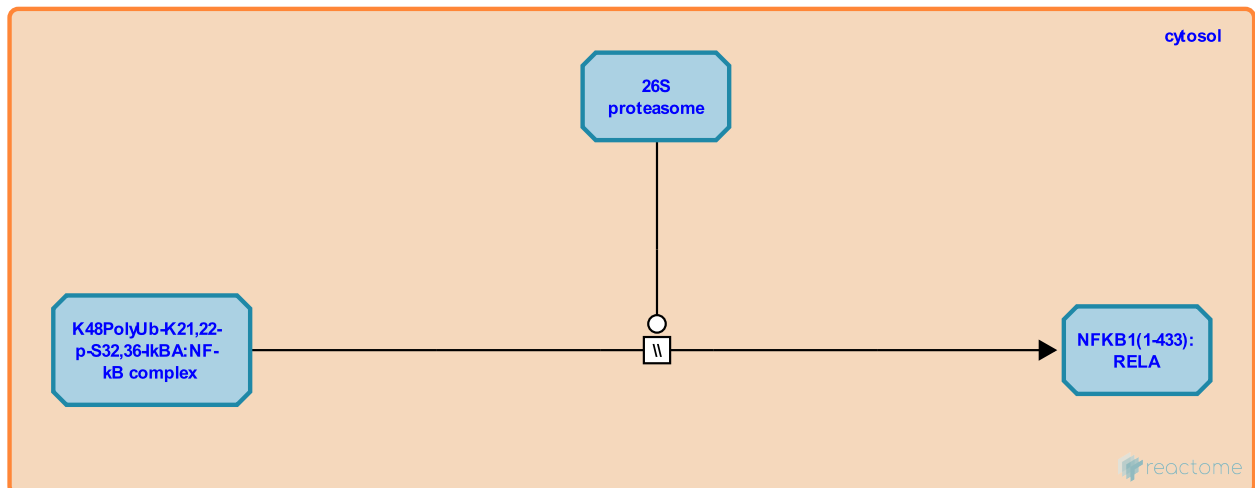 cytosol
26S
proteasome
K48PolyUb-K21,22-
p-S32,36-IkBA:NF-
kB complex
\\
NFKB1(1-433):
RELA
reactome